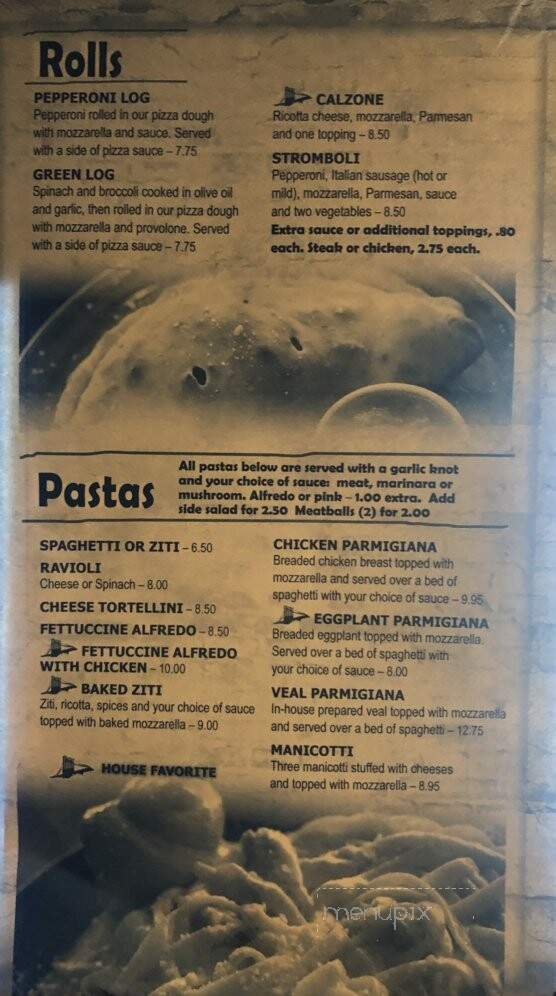 Rolls
PEPPERONI LOG
Pepperoni rolled in our pizza dough
with mozzarella and sauce. Served
with a side of pizza sauce – 7.75
GREEN LOG
Spinach and broccoli cooked in olive oil
and garlic, then rolled in our pizza dough
with mozzarella and provolone. Served
with a side of pizza sauce – 7.75
CALZONE
Ricotta cheese, mozzarella, Parmesan
and one topping – 8.50
STROMBOLI
Pepperoni, Italian sausage (hot or
mild), mozzarella, Parmesan, sauce
and two vegetables – 8.50
Extra sauce or additional toppings, .80
each. Steak or chicken, 2.75 each.
Pastas
All pastas below are served with a garlic knot
and your choice of sauce: meat, marinara or
mushroom. Alfredo or pink – 1.00 extra. Add
side salad for 2.50 Meatballs (2) for 2.00
SPAGHETTI OR ZITI – 6.50
RAVIOLI
Cheese or Spinach – 8.00
CHEESE TORTELLINI – 8.50
FETTUCCINE ALFREDO – 8.50
FETTUCCINE ALFREDO
WITH CHICKEN – 10.00
BAKED ZITI
Ziti, ricotta, spices and your choice of sauce
topped with baked mozzarella – 9.00
HOUSE FAVORITE
CHICKEN PARMIGIANA
Breaded chicken breast topped with
mozzarella and served over a bed of
spaghetti with your choice of sauce – 9.95
EGGPLANT PARMIGIANA
Breaded eggplant topped with mozzarella.
Served over a bed of spaghetti with
your choice of sauce – 8.00
VEAL PARMIGIANA
In-house prepared veal topped with mozzarella
and served over a bed of spaghetti – 12.75
MANICOTTI
Three manicotti stuffed with cheeses
and topped with mozzarella – 8.95
menupix